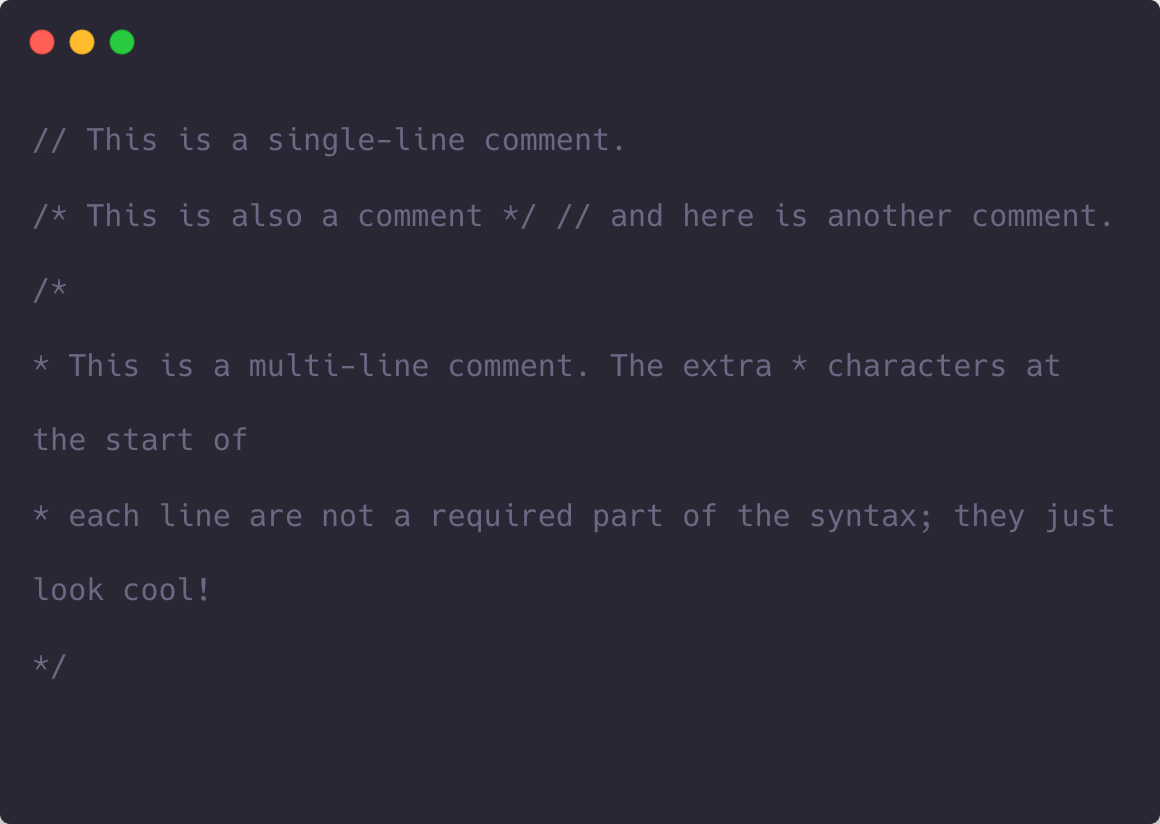 // This is a single-line comment.
/* This is also a comment */ // and here is another comment.
/*
* This is a multi-line comment. The extra * characters at
the start of
* each line are not a required part of the syntax; they just
look cool!
*/